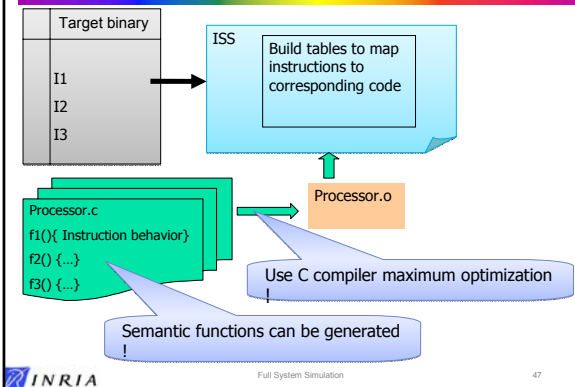 Target binary
I1
I2
I3
ISS
Build tables to map
instructions to
corresponding code
Processor.o
Processor.c
f1(){ Instruction behavior}
f2() {...}
f3() {...}
Use C compiler maximum optimization
!
Semantic functions can be generated
!
INRIA
Full System Simulation
47